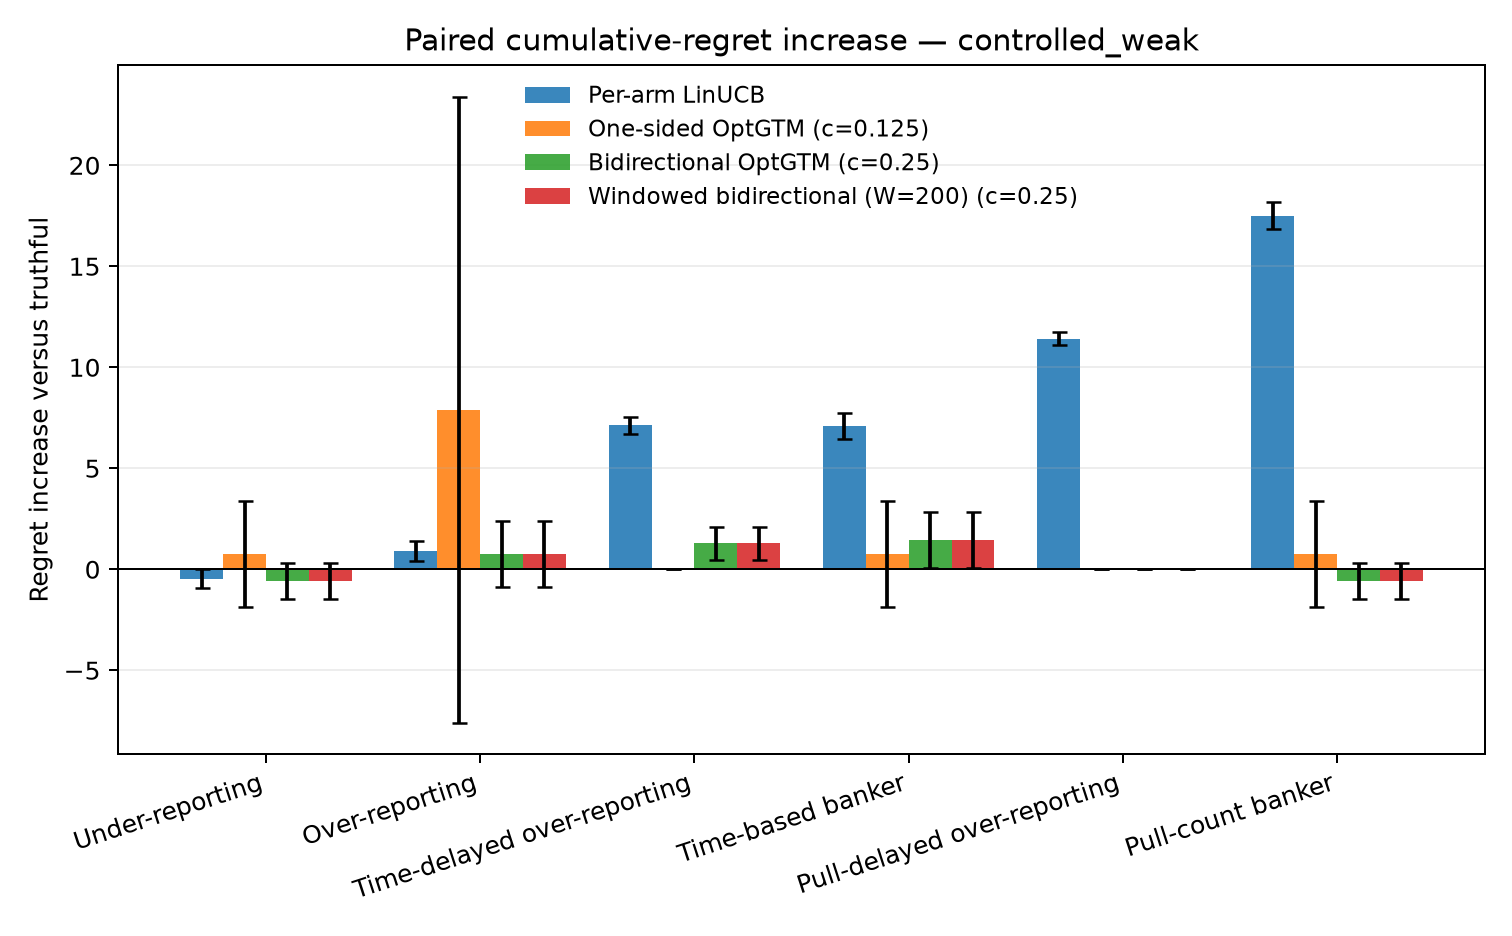 Paired cumulative-regret increase — controlled_weak
Per-arm LinUCB
One-sided OptGTM (c=0.125)
Bidirectional OptGTM (c=0.25)
Windowed bidirectional (W=200) (c=0.25)
Regret increase versus truthful
20
15
10
5
0
−5
Under-reporting
Over-reporting
Time-delayed over-reporting
Time-based banker
Pull-delayed over-reporting
Pull-count banker